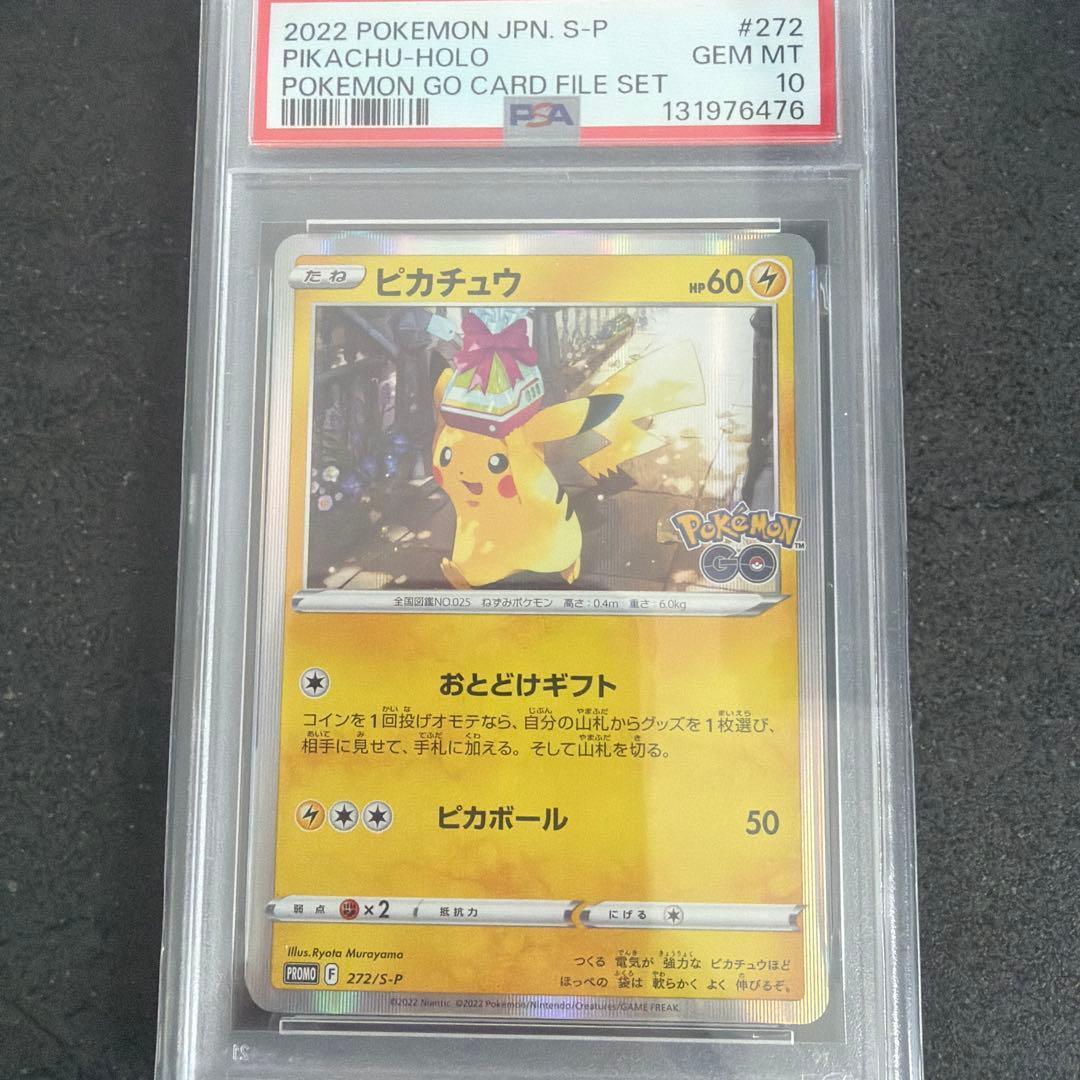 2022 POKEMON JPN. S-P #272
PIKACHU-HOLO GEM MT
POKEMON GO CARD FILE SET 10
PSA 131976476
たね ピカチュウ HP60
POKéMON™
GO
全国図鑑NO.025 ねずみポケモン 高さ：0.4m 重さ：6.0kg
おとどけギフト
コインを1回投げオモテなら、自分の山札からグッズを1枚選び、
相手に見せて、手札に加える。そして山札を切る。
ピカボール 50
弱点 ×2 抵抗力 にげる
Illus.Ryota Murayama
PROMO F 272/S-P
つくる 電気が 強力な ピカチュウほど
ほっぺの 袋は 軟らかく よく 伸びるぞ。
©2022 Niantic ©2022 Pokémon/Nintendo/Creatures/GAME FREAK